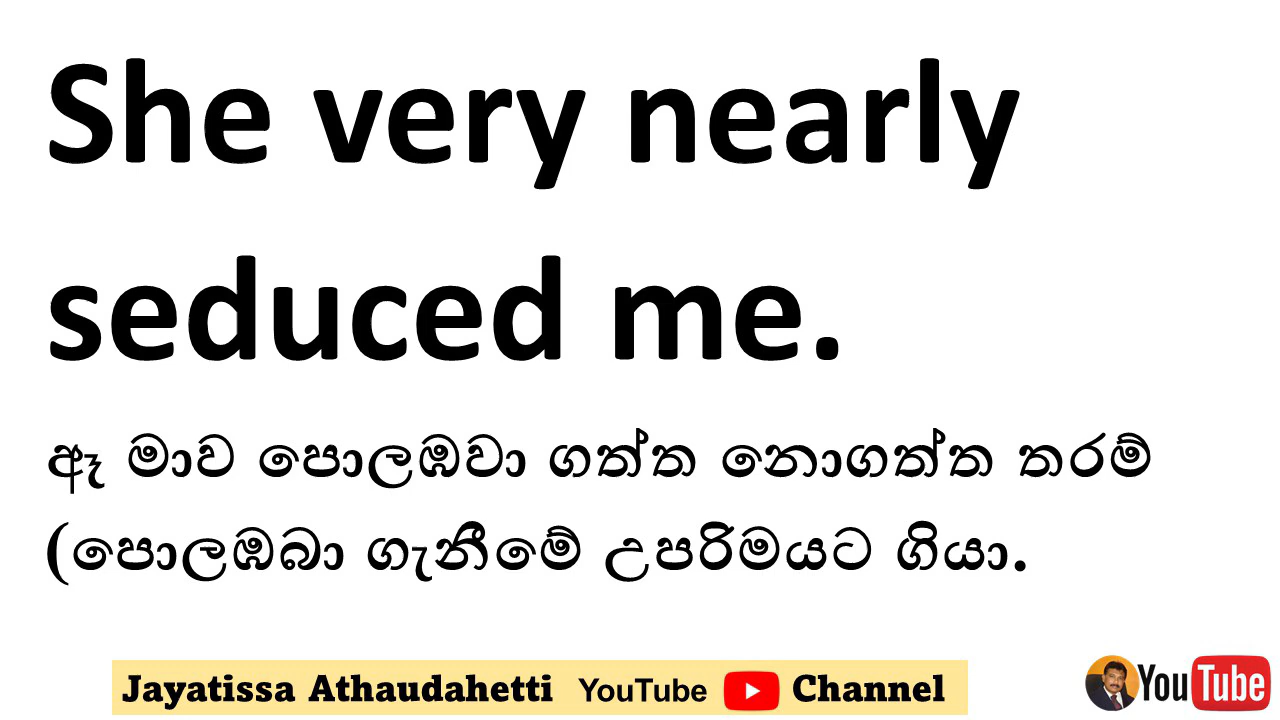 She very nearly
seduced me.
ඈ මාව පොලඹවා ගත්ත නොගත්ත තරම්
(පොලඹබා ගැනීමේ උපරිමයට ගියා.
Jayatissa Athaudahetti YouTube Channel
YouTube